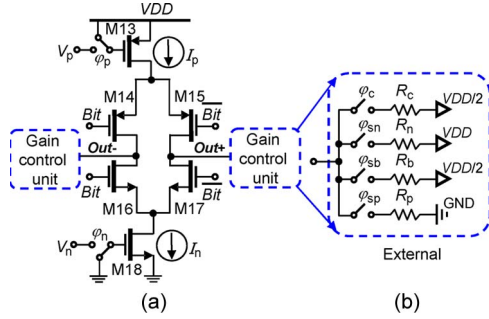 VDD
M13
Vp
φp
Ip
M14
M15
Bit
Bit
Gain control unit
Out-
Out+
Gain control unit
Bit
Bit
M16
M17
Vn
φn
M18
In
(a)
φc
Rc
VDD/2
φsn
Rn
VDD
φsb
Rb
VDD/2
φsp
Rp
GND
External
(b)